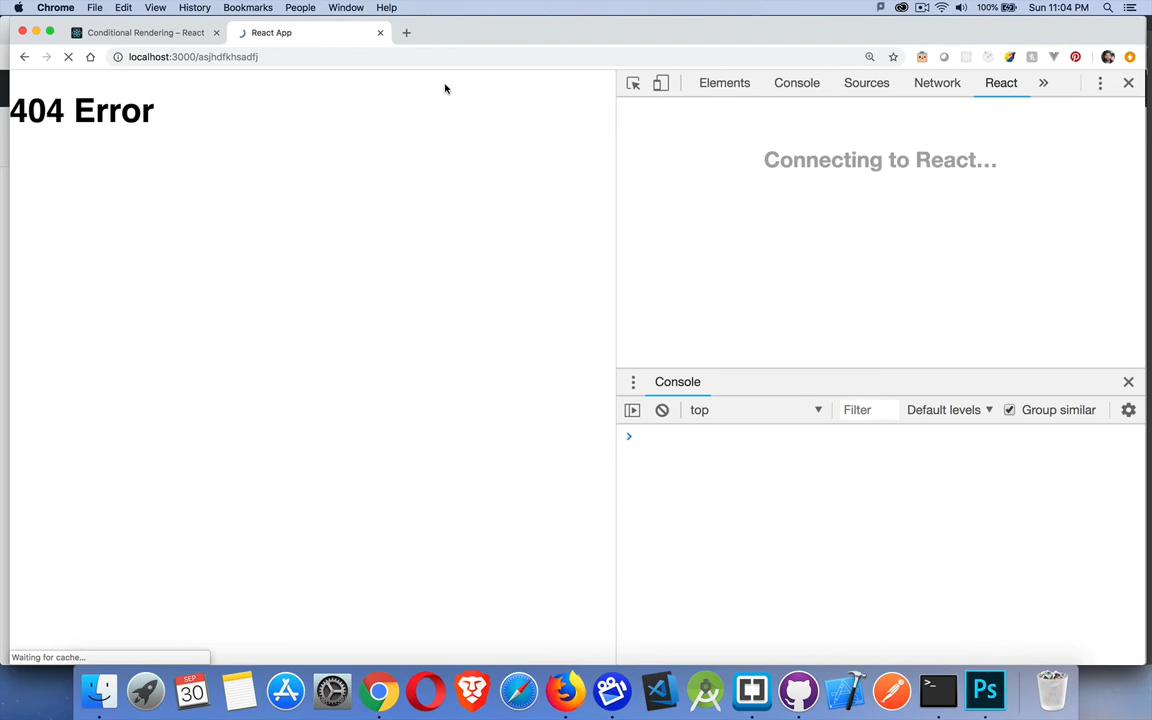 Chrome File Edit View History Bookmarks People Window Help 100% Sun 11:04 PM
Conditional Rendering – React React App
localhost:3000/asjhdfkhsadfj
404 Error
Elements Console Sources Network React
Connecting to React...
Console
top Filter Default levels Group similar
Waiting for cache...
SEP
30
Ps